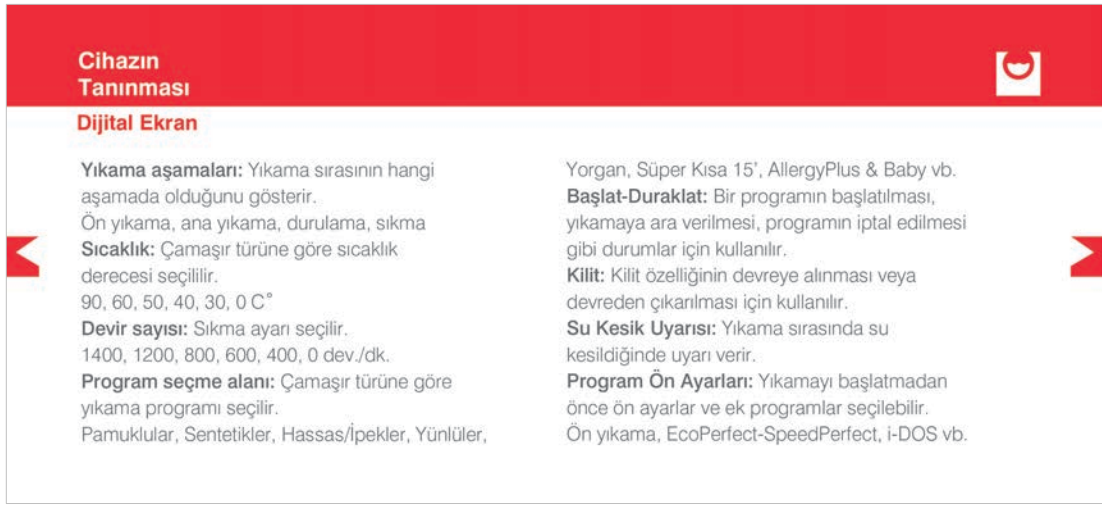 Cihazın
Tanınması
Dijital Ekran
Yıkama aşamaları: Yıkama sırasının hangi
aşamada olduğunu gösterir.
Ön yıkama, ana yıkama, durulama, sıkma
Sıcaklık: Çamaşır türüne göre sıcaklık
derecesi seçililir.
90, 60, 50, 40, 30, 0 C°
Devir sayısı: Sıkma ayarı seçilir.
1400, 1200, 800, 600, 400, 0 dev./dk.
Program seçme alanı: Çamaşır türüne göre
yıkama programı seçilir.
Pamuklular, Sentetikler, Hassas/İpekler, Yünlüler,
Yorgan, Süper Kısa 15', AllergyPlus & Baby vb.
Başlat-Duraklat: Bir programın başlatılması,
yıkamaya ara verilmesi, programın iptal edilmesi
gibi durumlar için kullanılır.
Kilit: Kilit özelliğinin devreye alınması veya
devreden çıkarılması için kullanılır.
Su Kesik Uyarısı: Yıkama sırasında su
kesildiğinde uyarı verir.
Program Ön Ayarları: Yıkamayı başlatmadan
önce ön ayarlar ve ek programlar seçilebilir.
Ön yıkama, EcoPerfect-SpeedPerfect, i-DOS vb.